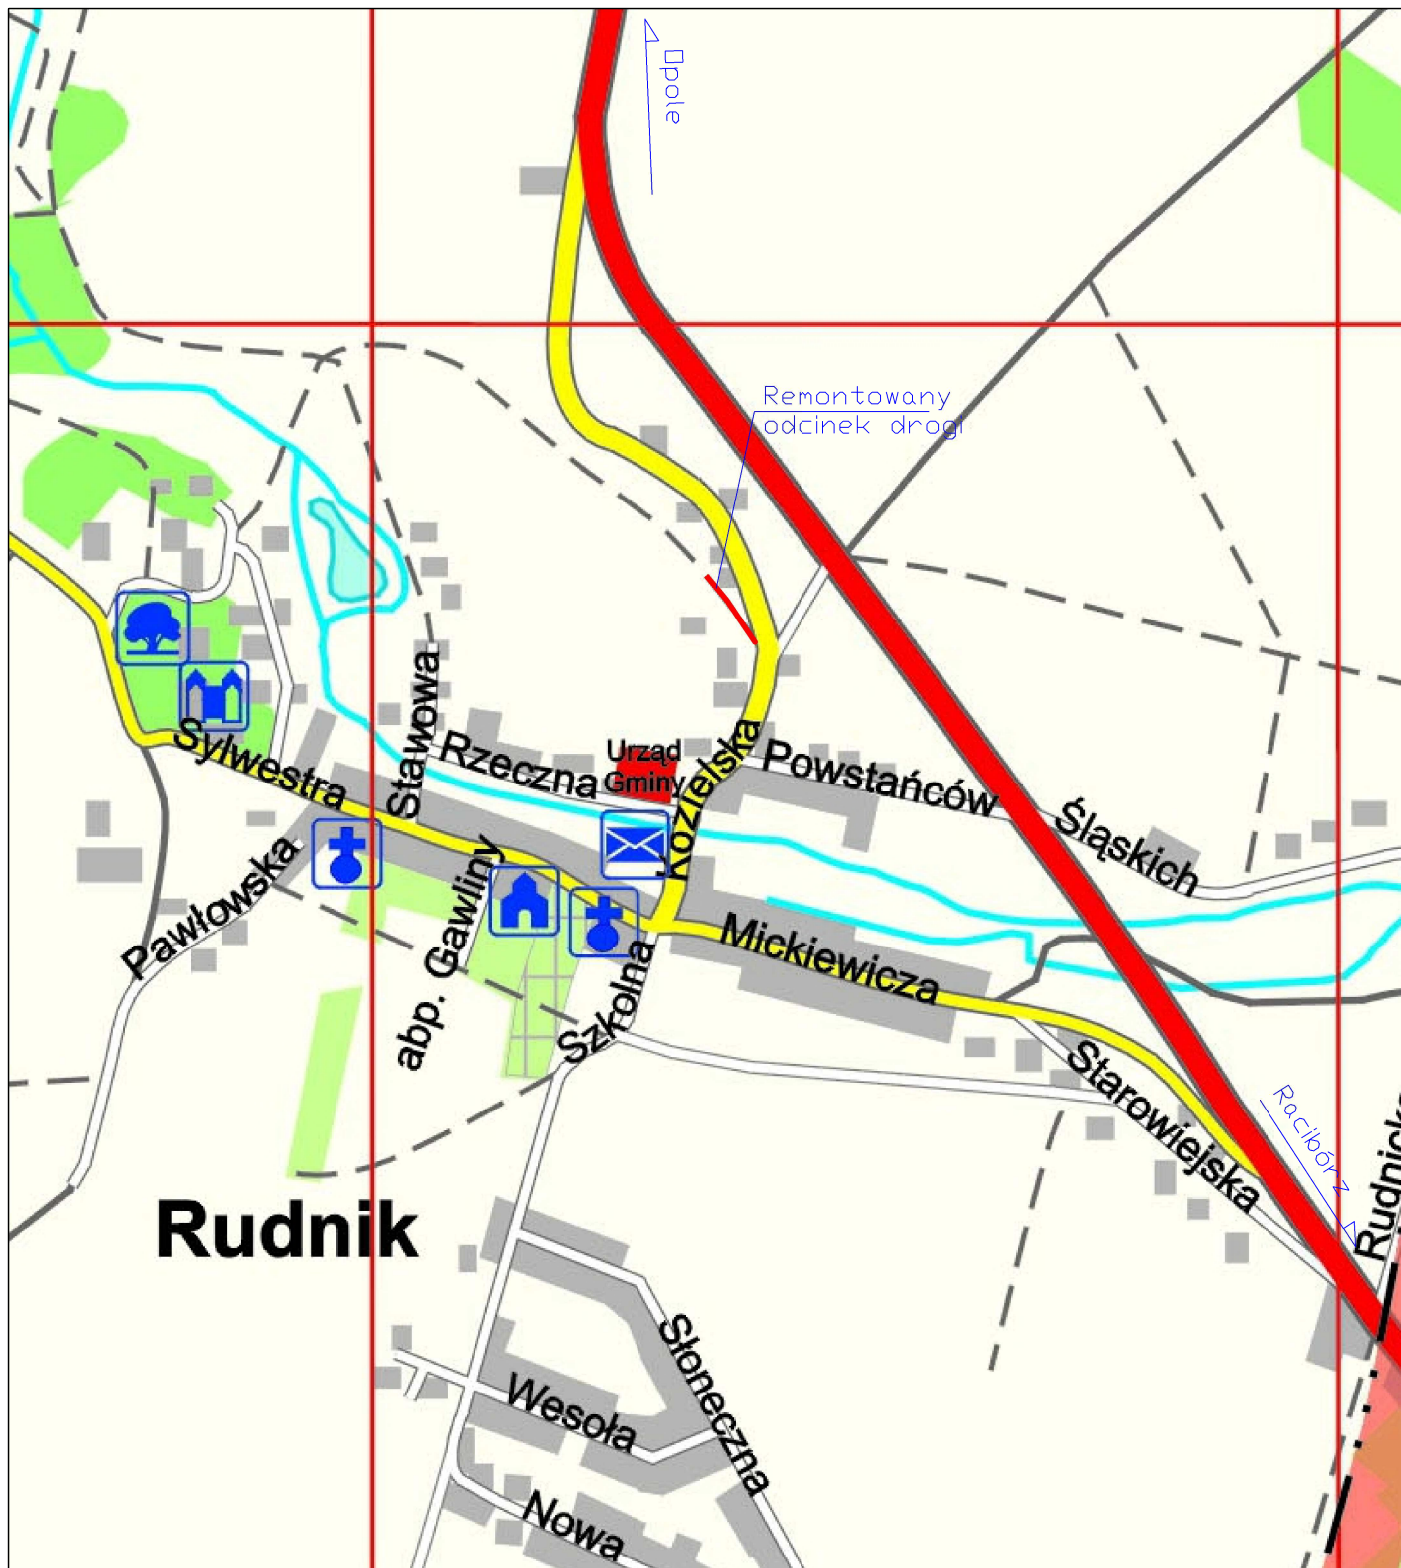 Opole
Remontowany
odcinek drogi
Stawowa
Sylwestra
Rzeczna
Urząd
Gminy
Kozielska
Powstańców
Śląskich
Pawłowska
abp. Gawliny
Szkolna
Mickiewicza
Starowiejska
Racibórz
Rudnik
Słoneczna
Wesoła
Nowa